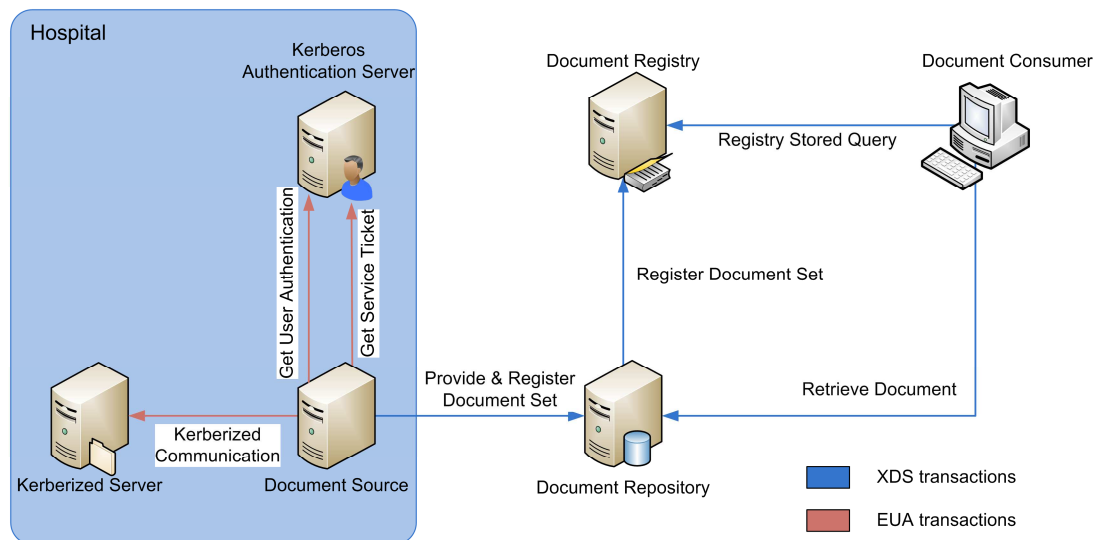 Hospital
Kerberos
Authentication Server
Document Registry
Document Consumer
Registry Stored Query
Get User Authentication
Get Service Ticket
Register Document Set
Provide & Register
Document Set
Retrieve Document
Kerberized
Communication
Kerberized Server
Document Source
Document Repository
XDS transactions
EUA transactions